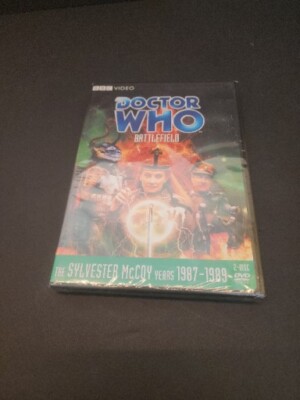 BBC VIDEO
DOCTOR
WHO
BATTLEFIELD
THE SYLVESTER McCOY YEARS 1987-1989
2-DISC
DVD